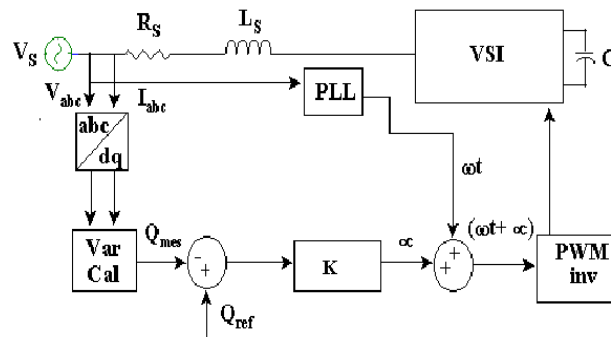 R_S
L_S
V_S
VSI
C
V_abc
I_abc
PLL
abc
dq
ωt
Var
Cal
Q_mes
-
+
K
∝
+
+
(ωt+ ∝)
PWM
inv
Q_ref